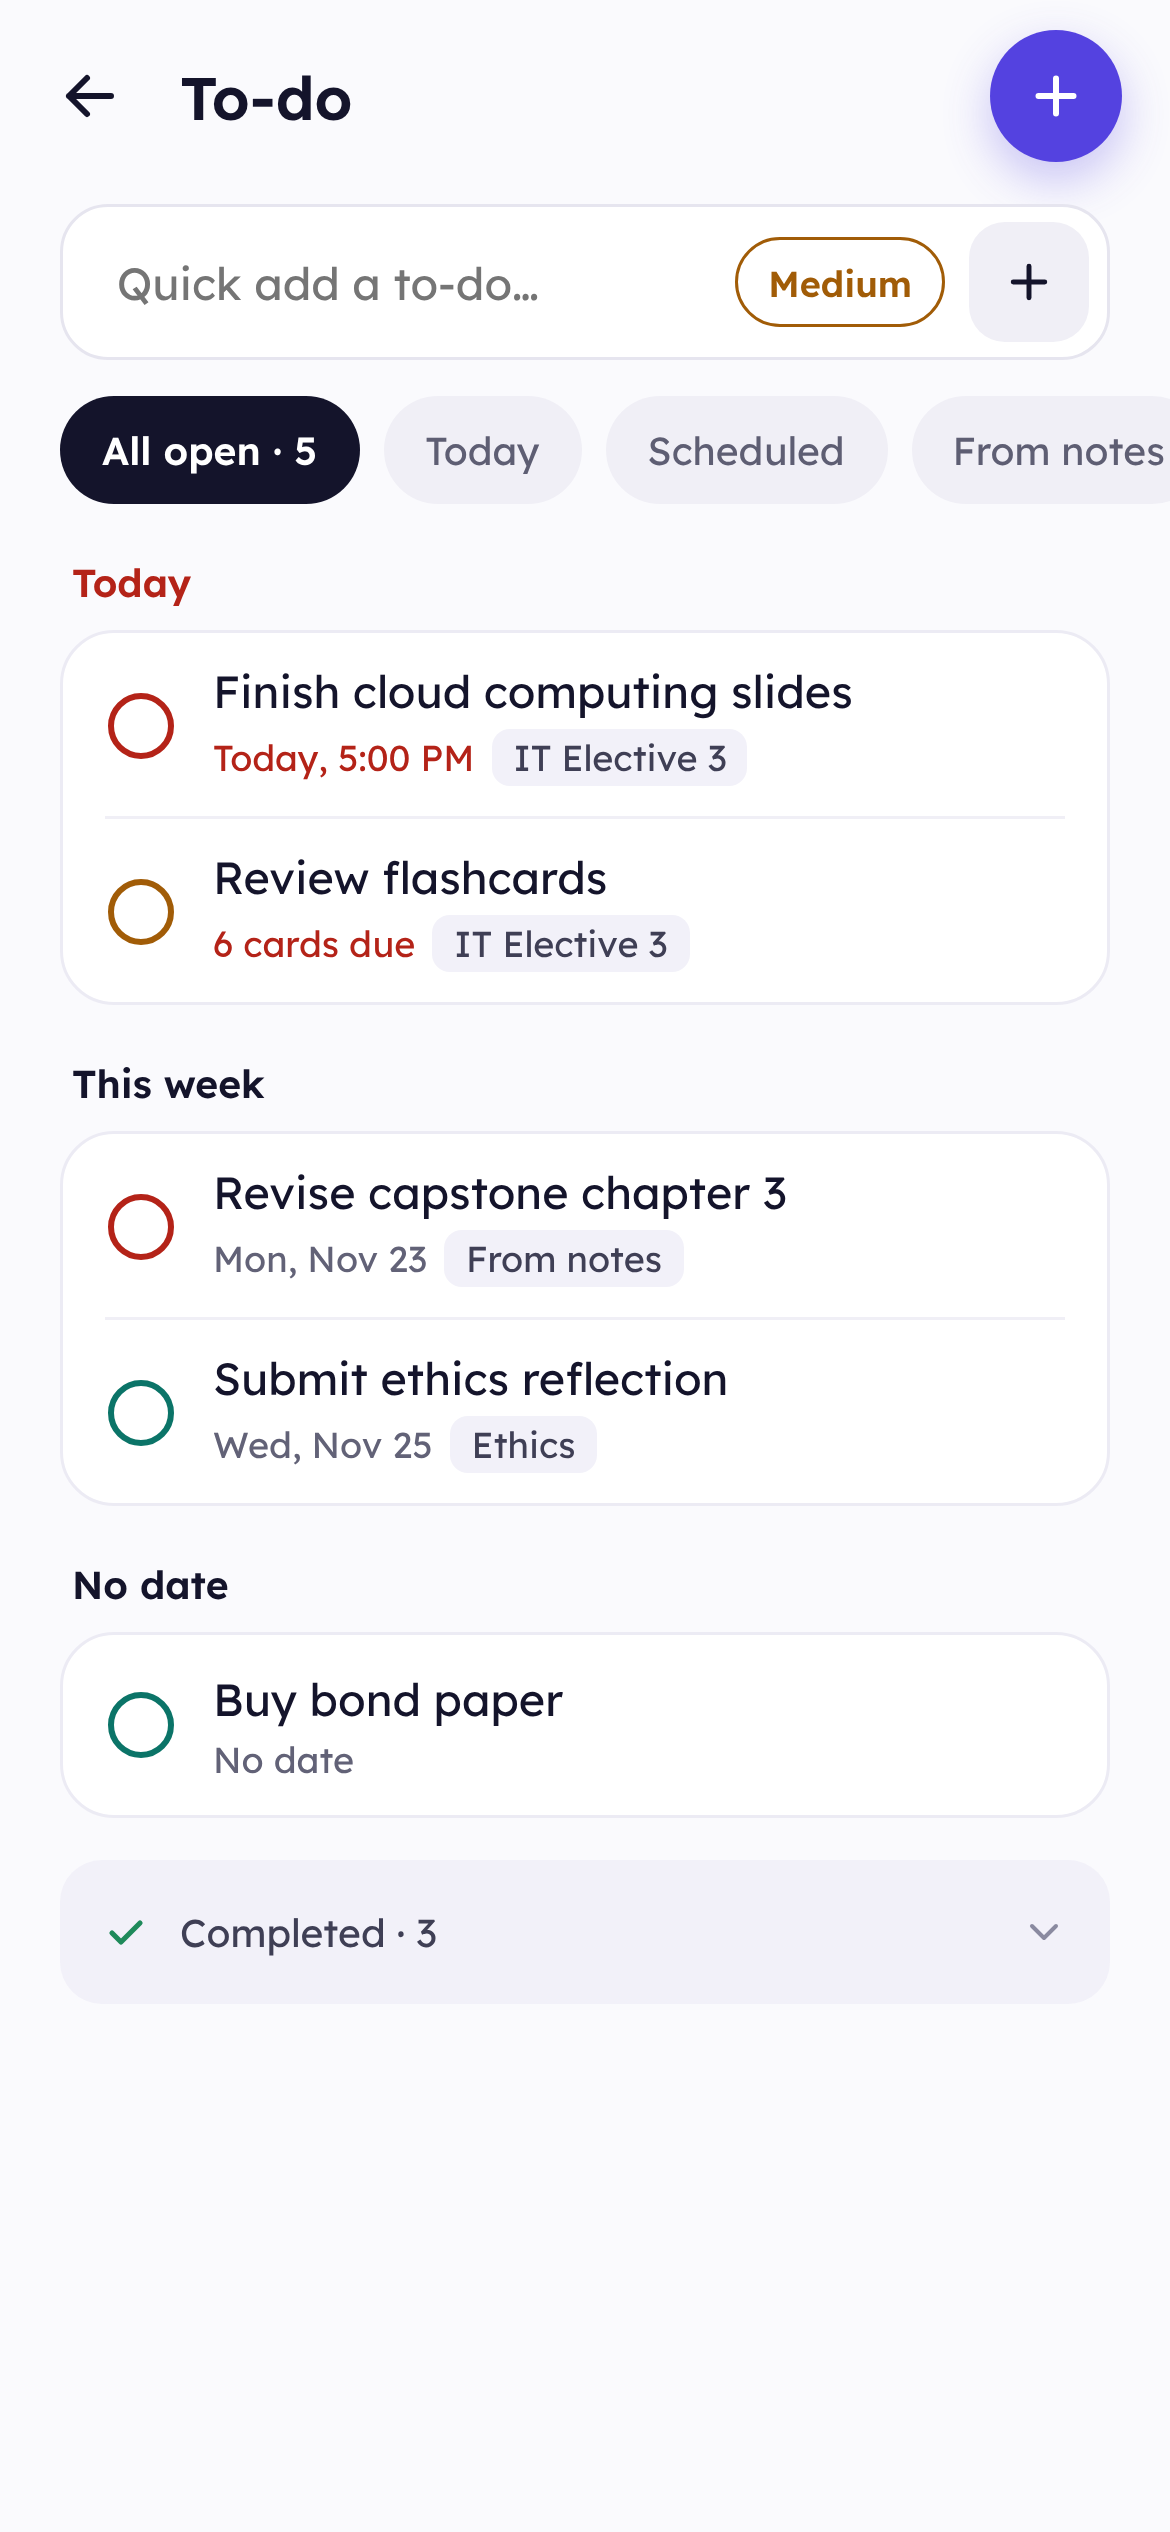 To-do
Quick add a to-do...
Medium
All open · 5
Today
Scheduled
From notes
Today
Finish cloud computing slides
Today, 5:00 PM
IT Elective 3
Review flashcards
6 cards due
IT Elective 3
This week
Revise capstone chapter 3
Mon, Nov 23
From notes
Submit ethics reflection
Wed, Nov 25
Ethics
No date
Buy bond paper
No date
Completed · 3